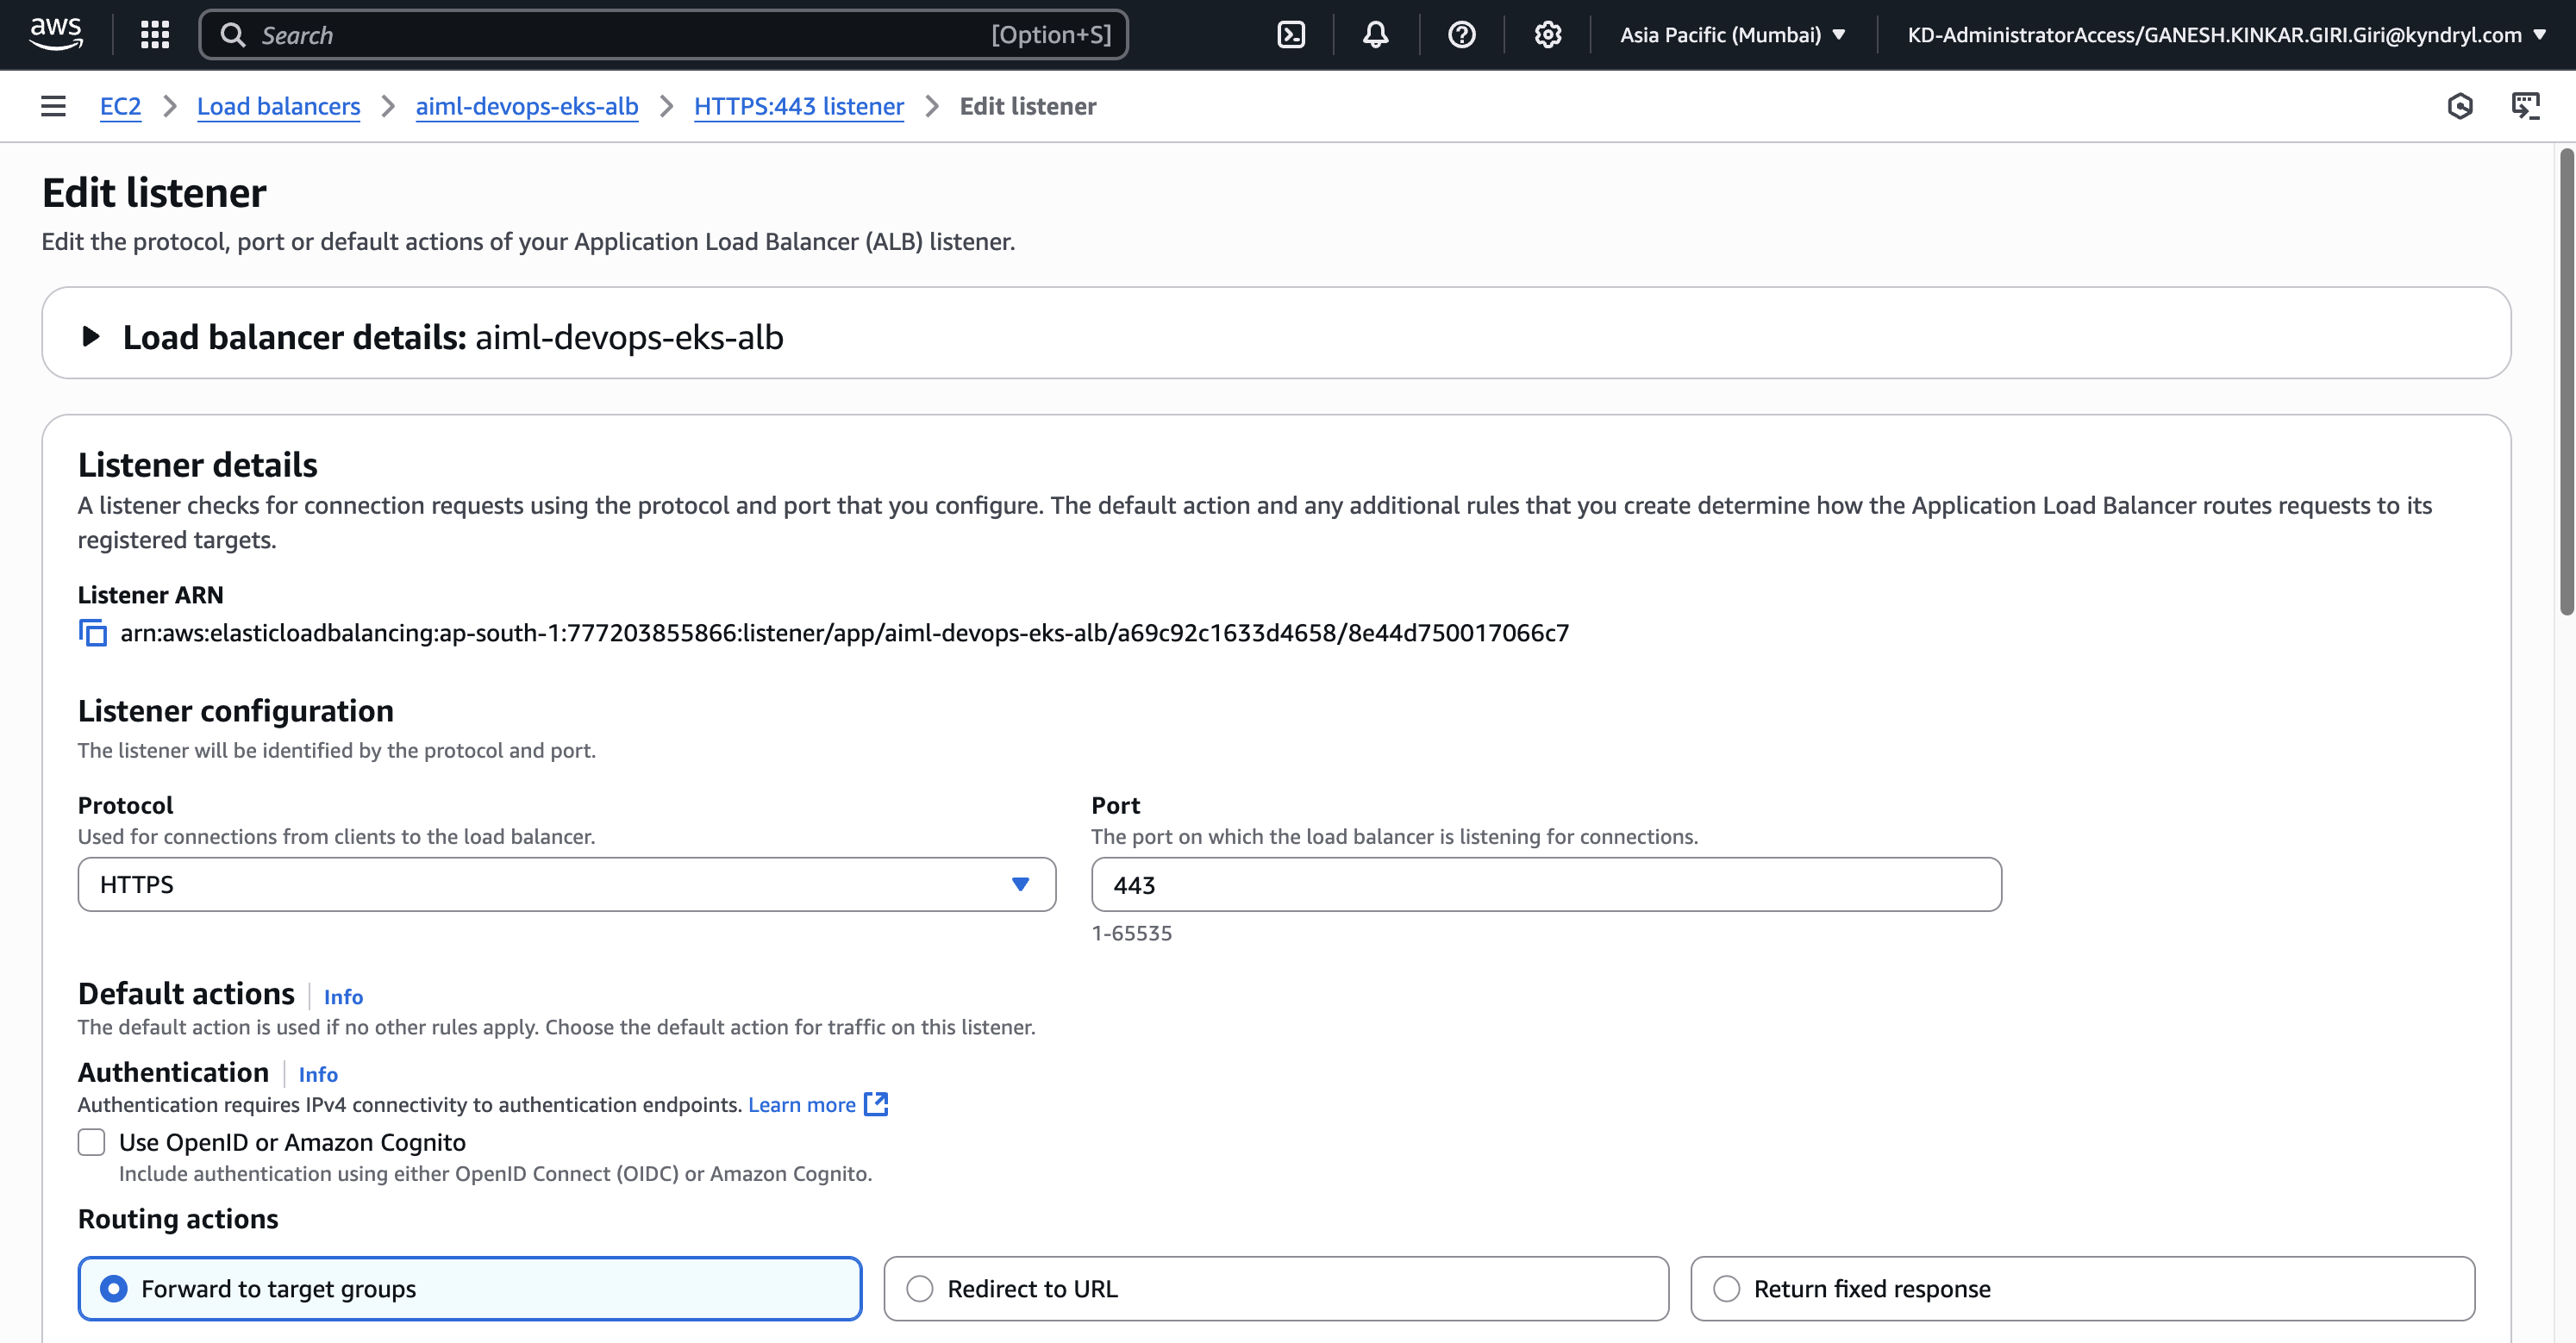 aws
Search [Option+S]
Asia Pacific (Mumbai)
KD-AdministratorAccess/GANESH.KINKAR.GIRI.Giri@kyndryl.com
EC2 > Load balancers > aiml-devops-eks-alb > HTTPS:443 listener > Edit listener
Edit listener
Edit the protocol, port or default actions of your Application Load Balancer (ALB) listener.
Load balancer details: aiml-devops-eks-alb
Listener details
A listener checks for connection requests using the protocol and port that you configure. The default action and any additional rules that you create determine how the Application Load Balancer routes requests to its
registered targets.
Listener ARN
arn:aws:elasticloadbalancing:ap-south-1:777203855866:listener/app/aiml-devops-eks-alb/a69c92c1633d4658/8e44d750017066c7
Listener configuration
The listener will be identified by the protocol and port.
Protocol
Used for connections from clients to the load balancer.
HTTPS
Port
The port on which the load balancer is listening for connections.
443
1-65535
Default actions | Info
The default action is used if no other rules apply. Choose the default action for traffic on this listener.
Authentication | Info
Authentication requires IPv4 connectivity to authentication endpoints. Learn more
Use OpenID or Amazon Cognito
Include authentication using either OpenID Connect (OIDC) or Amazon Cognito.
Routing actions
Forward to target groups
Redirect to URL
Return fixed response